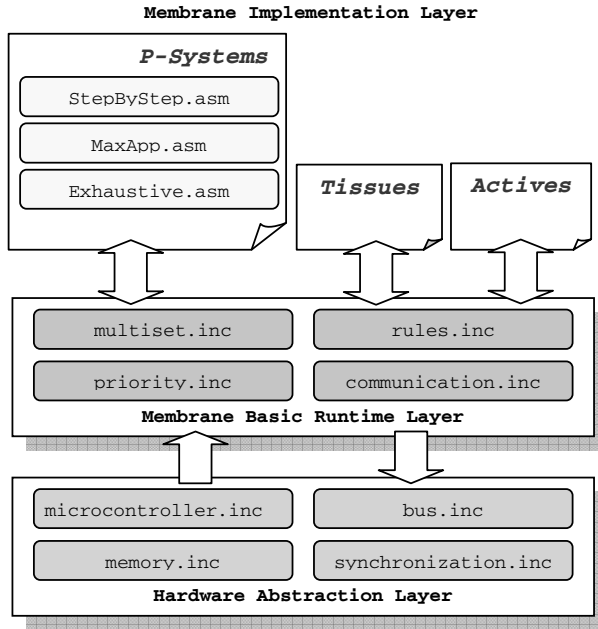 Membrane Implementation Layer
P-Systems
StepByStep.asm
MaxApp.asm
Exhaustive.asm
Tissues
Actives
multiset.inc
rules.inc
priority.inc
communication.inc
Membrane Basic Runtime Layer
microcontroller.inc
bus.inc
memory.inc
synchronization.inc
Hardware Abstraction Layer